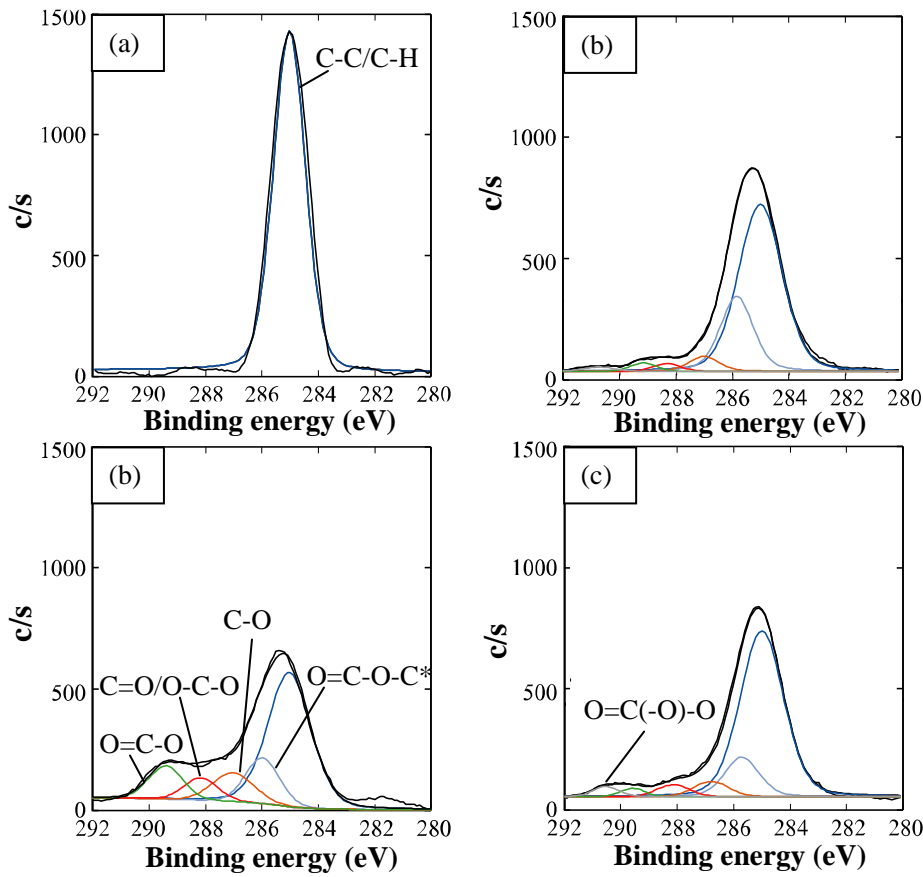 (a)
C-C/C-H
1500
1000
500
0
292 290 288 286 284 282 280
Binding energy (eV)
c/s
(b)
1500
1000
500
0
292 290 288 286 284 282 280
Binding energy (eV)
c/s
(b)
C-O
C=O/O-C-O
O=C-O-C*
O=C-O
1500
1000
500
0
292 290 288 286 284 282 280
Binding energy (eV)
c/s
(c)
O=C(-O)-O
1500
1000
500
0
292 290 288 286 284 282 280
Binding energy (eV)
c/s